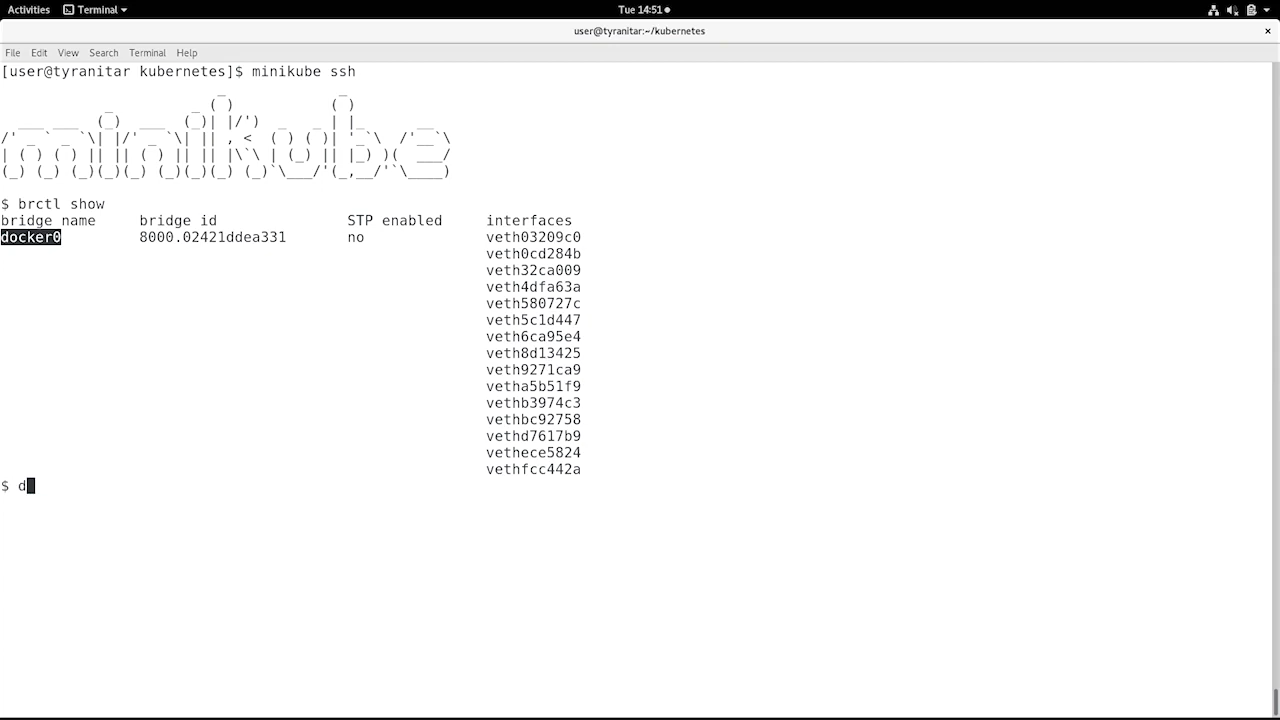 Activities Terminal Tue 14:51
user@tyranitar:~/kubernetes ×
File Edit View Search Terminal Help
[user@tyranitar kubernetes]$ minikube ssh
minikube
$ brctl show
bridge name bridge id STP enabled interfaces
docker0 8000.02421ddea331 no veth03209c0
veth0cd284b
veth32ca009
veth4dfa63a
veth580727c
veth5c1d447
veth6ca95e4
veth8d13425
veth9271ca9
vetha5b51f9
vethb3974c3
vethbc92758
vethd7617b9
vethece5824
vethfcc442a
$ d